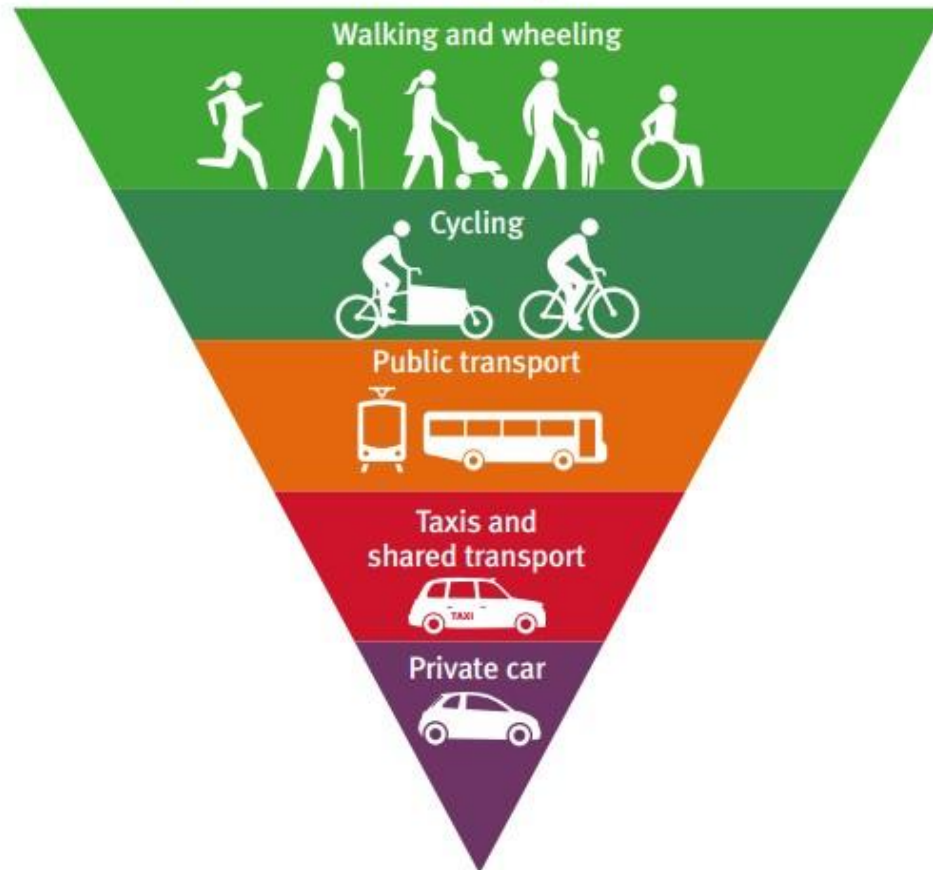 Walking and wheeling
Cycling
Public transport
Taxis and
shared transport
TAXI
Private car